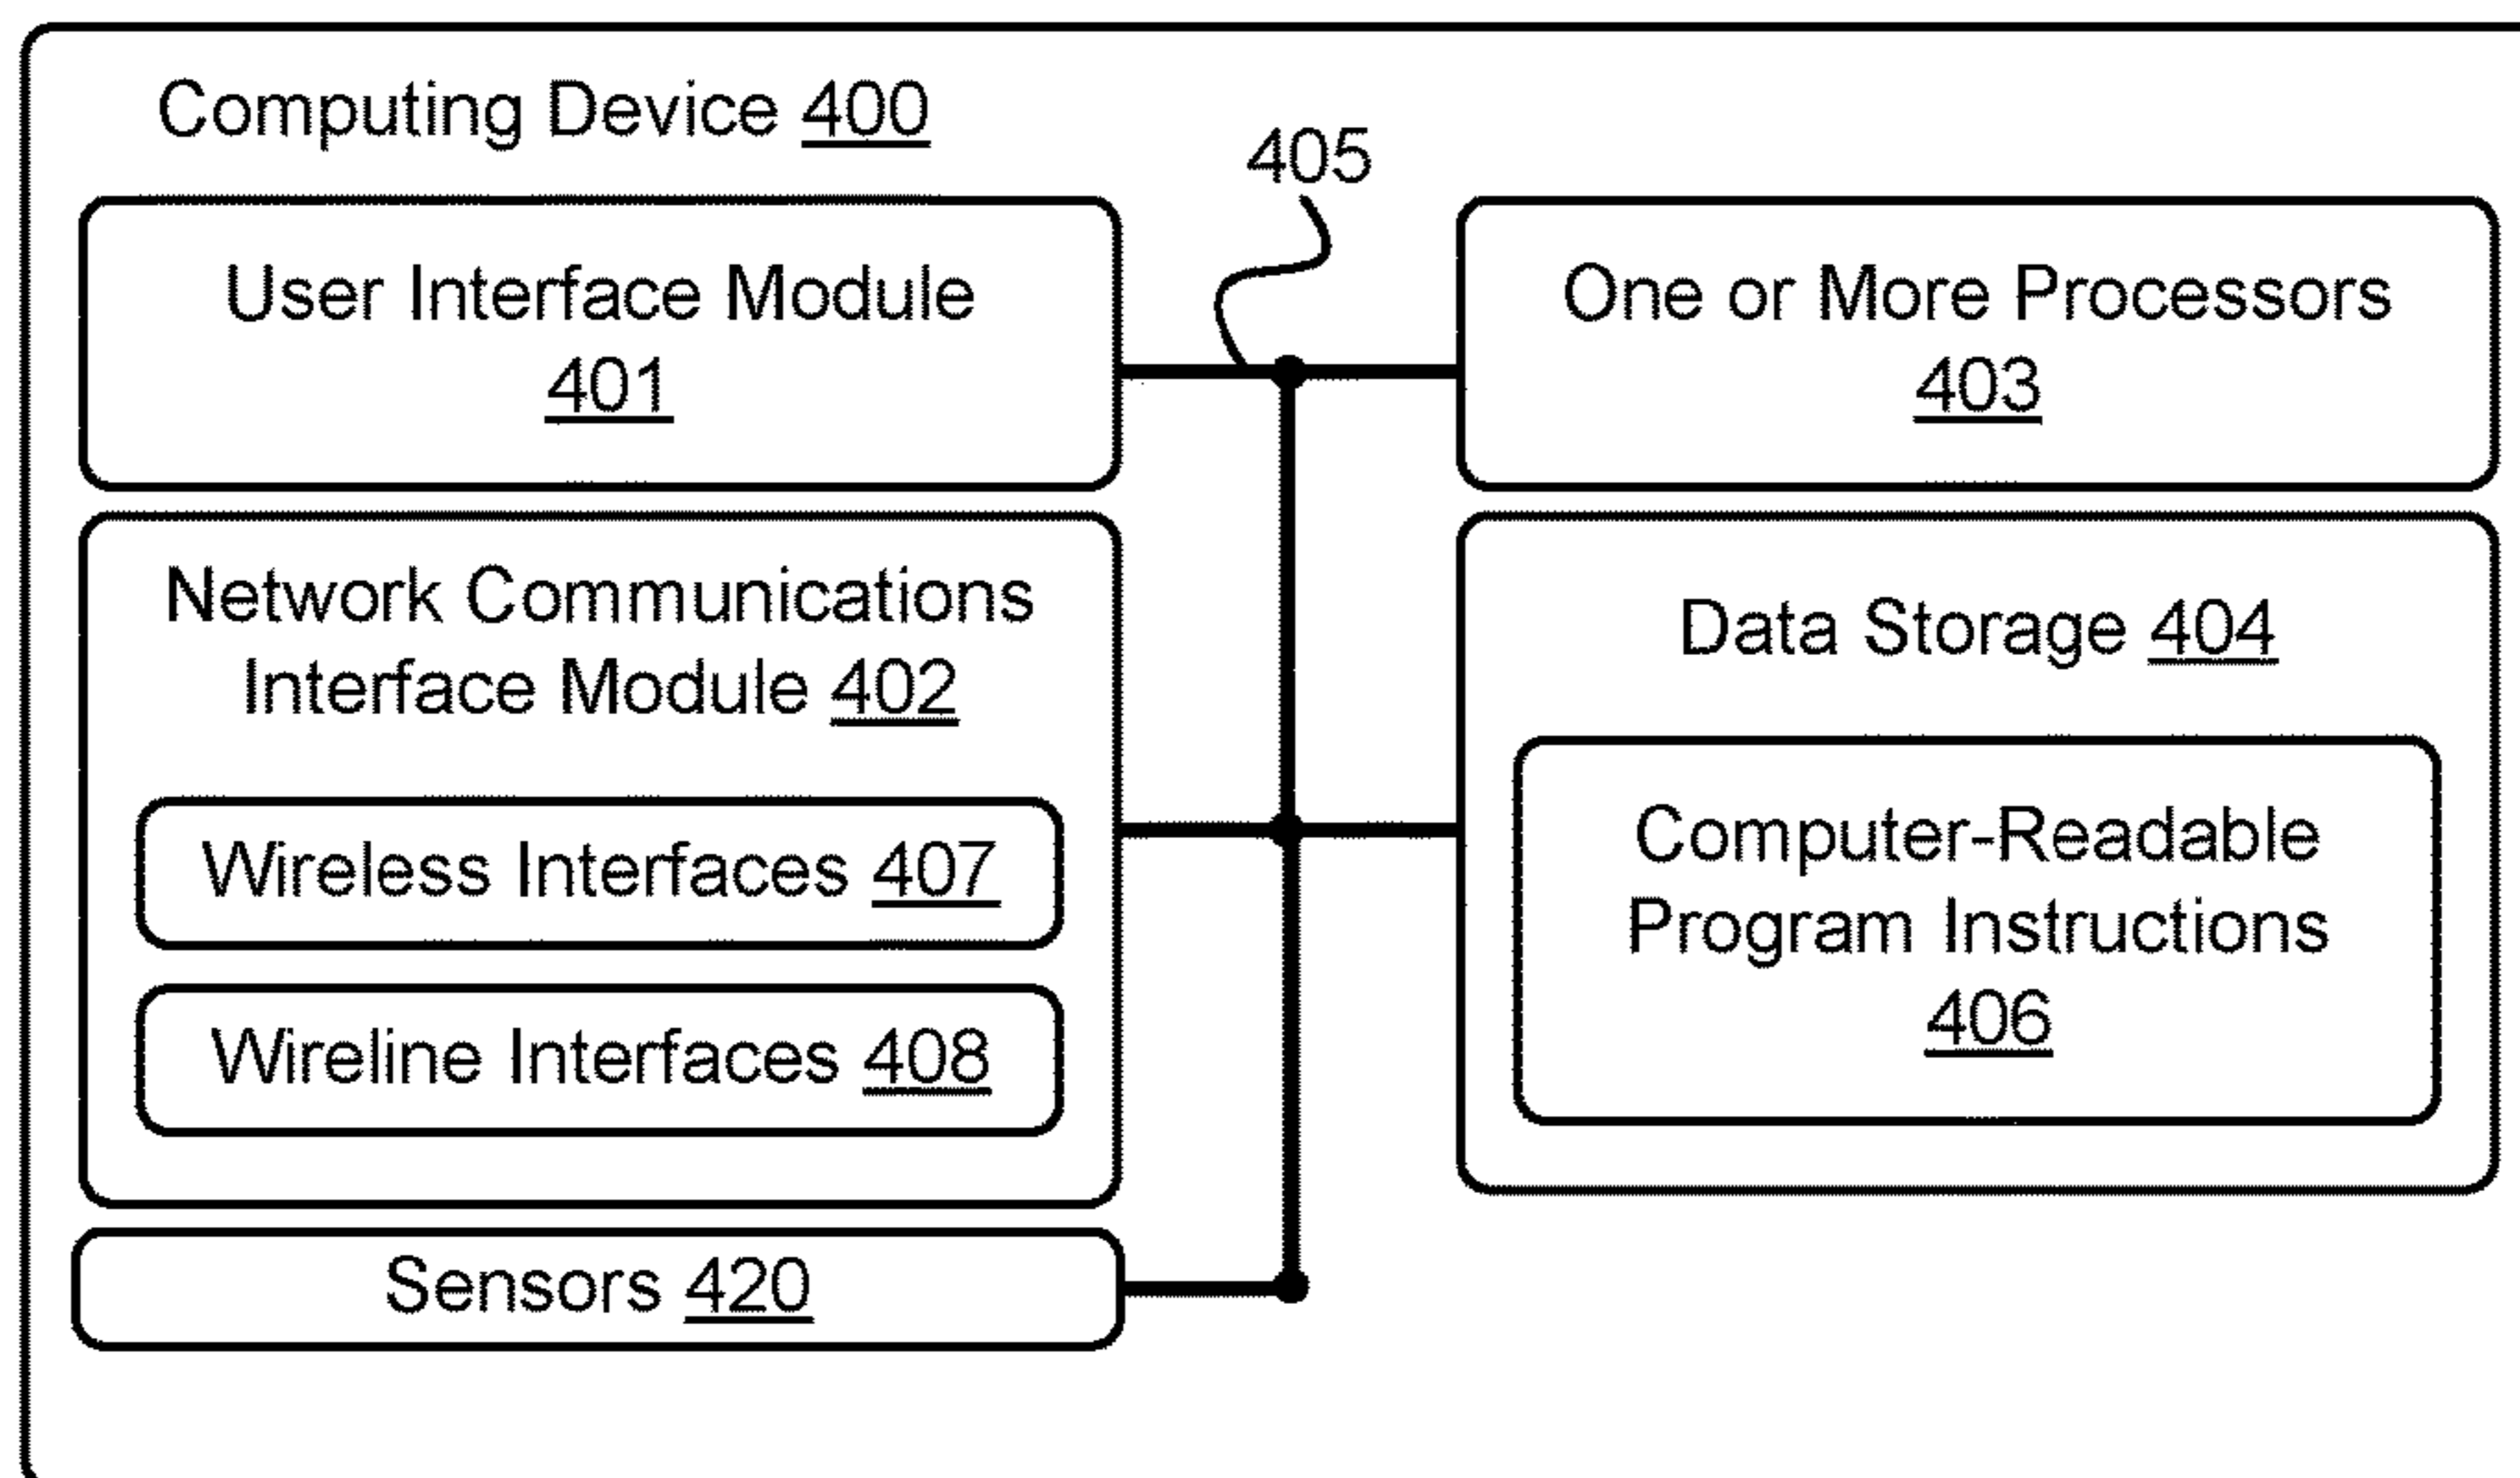 Computing Device 400
405
User Interface Module
401
One or More Processors
403
Network Communications
Interface Module 402
Wireless Interfaces 407
Wireline Interfaces 408
Data Storage 404
Computer-Readable
Program Instructions
406
Sensors 420